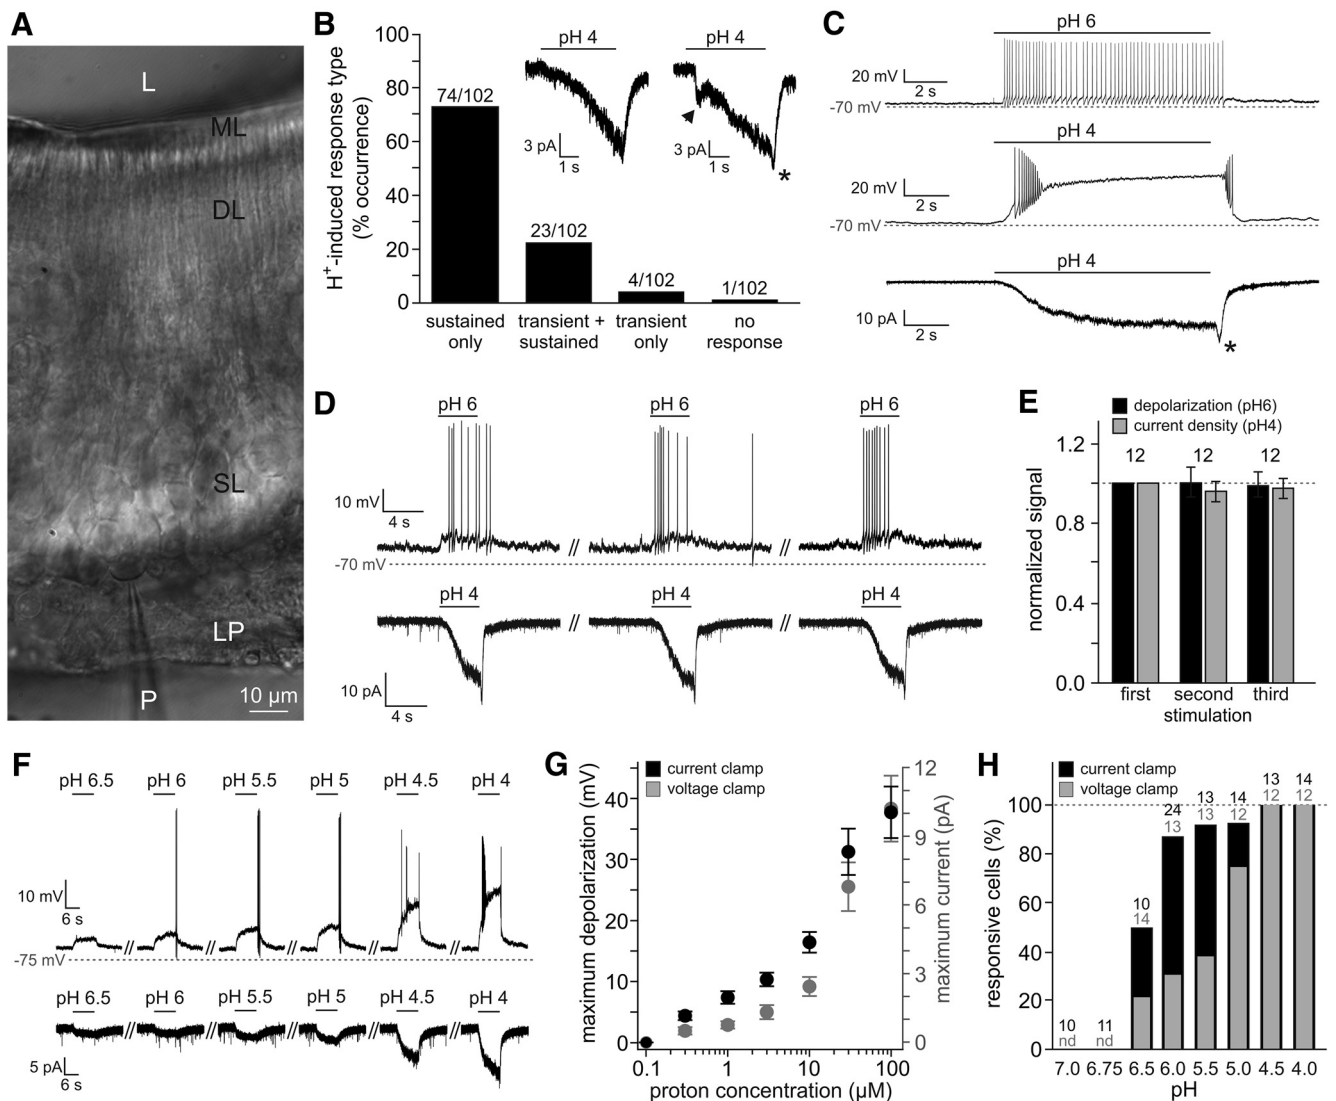 A
L
ML
DL
SL
LP
P
10 µm
B
H+-induced response type
(% occurrence)
100
80
60
40
20
0
74/102
23/102
4/102
1/102
sustained
only
transient +
sustained
transient
only
no
response
pH 4
3 pA
1 s
pH 4
3 pA
1 s
*
C
pH 6
20 mV
2 s
-70 mV
pH 4
20 mV
2 s
-70 mV
pH 4
10 pA
2 s
*
D
pH 6
pH 6
pH 6
10 mV
4 s
//
//
-70 mV
pH 4
pH 4
pH 4
//
//
10 pA
4 s
E
depolarization (pH6)
current density (pH4)
normalized signal
1.2
0.8
0.4
0.0
12
12
12
first
second
third
stimulation
F
pH 6.5
pH 6
pH 5.5
pH 5
pH 4.5
pH 4
10 mV
6 s
// // // // //
-75 mV
pH 6.5
pH 6
pH 5.5
pH 5
pH 4.5
pH 4
// // // // //
5 pA
6 s
G
current clamp
voltage clamp
maximum depolarization (mV)
40
30
20
10
0
maximum current (pA)
12
9
6
3
0
0.1
1
10
100
proton concentration (µM)
H
current clamp
voltage clamp
responsive cells (%)
100
80
60
40
20
0
10
nd
11
nd
10
14
24
13
13
13
14
12
13
12
14
12
7.0
6.75
6.5
6.0
5.5
5.0
4.5
4.0
pH